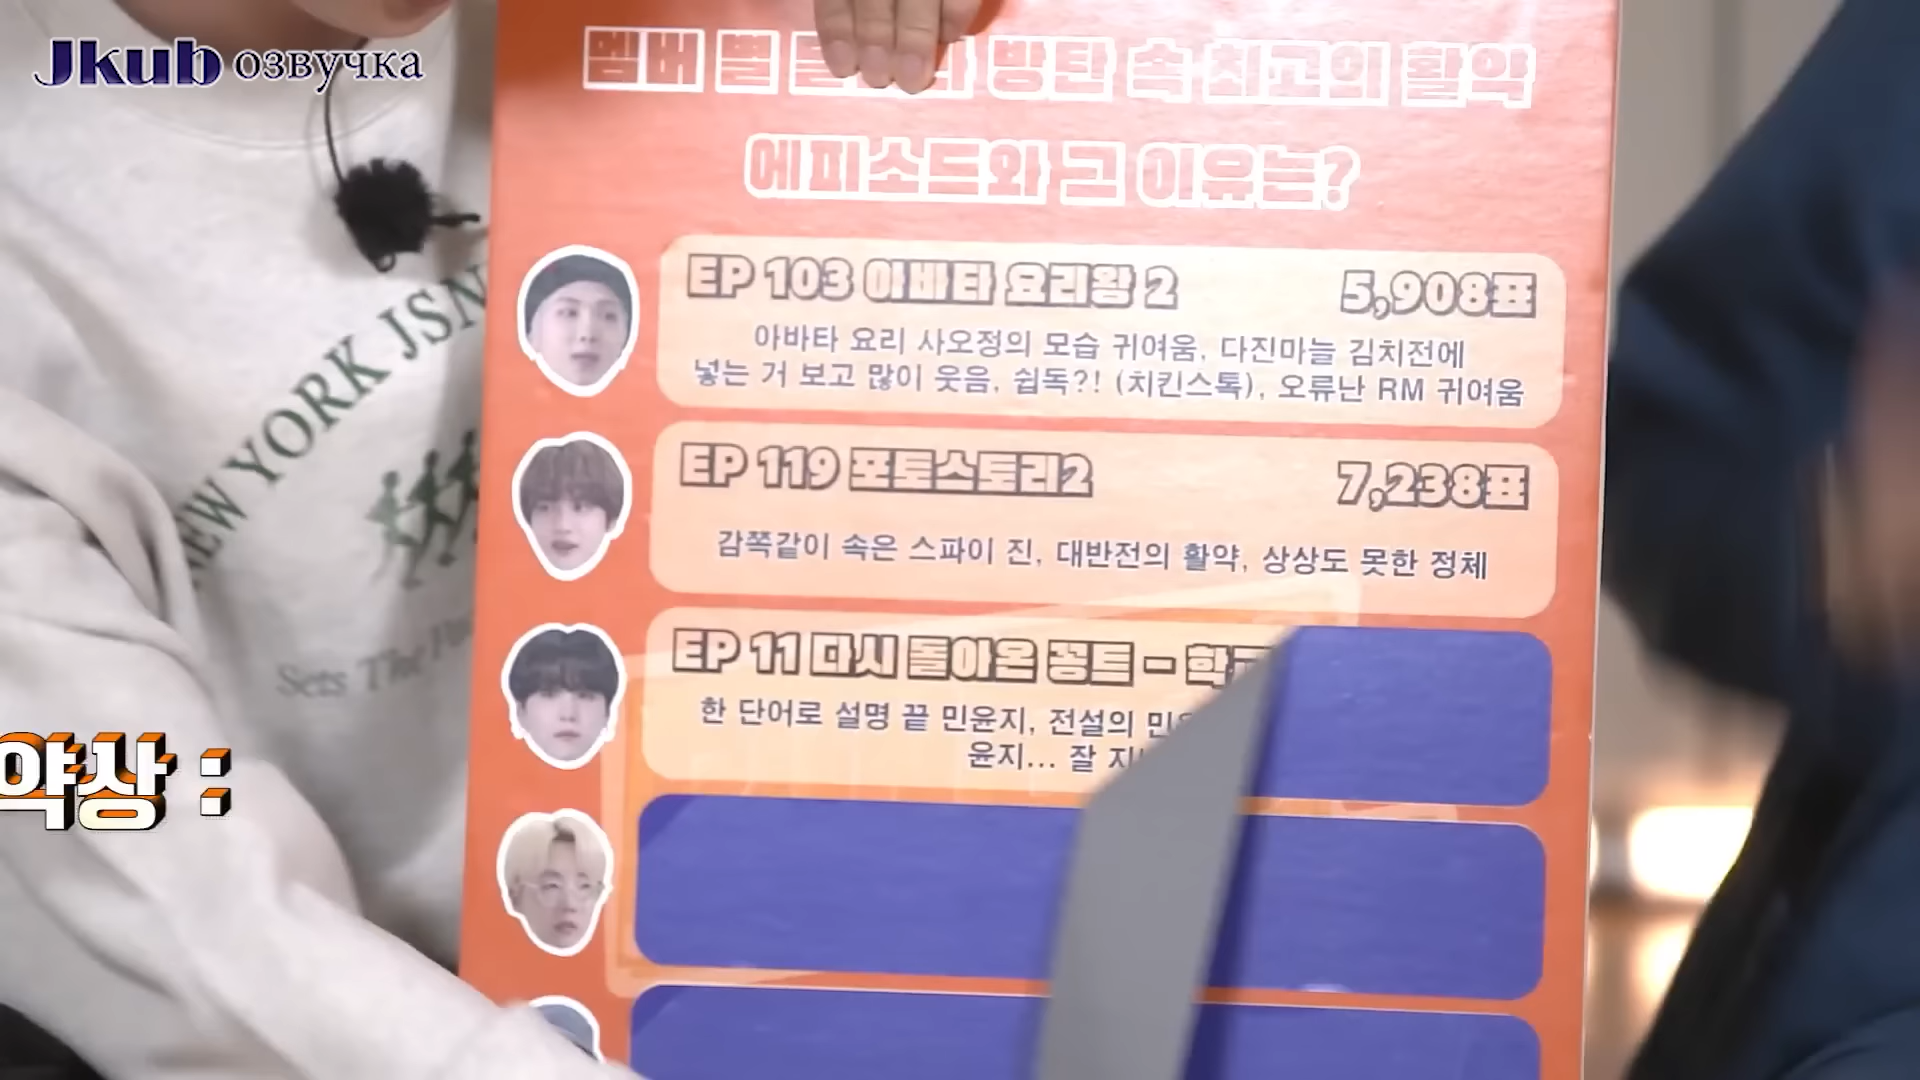 Jkub озвучка
멤버 별 방탄 속 최고의 활약
에피소드와 그 이유는?
EP 103 아바타 요리왕 2 5,908표
아바타 요리 사오정의 모습 귀여움, 다진마늘 김치전에
넣는 거 보고 많이 웃음, 쉽독?! (치킨스톡), 오류난 RM 귀여움
EP 119 포토스토리2 7,238표
감쪽같이 속은 스파이 진, 대반전의 활약, 상상도 못한 정체
EP 11 다시 돌아온 꽁트 -
한 단어로 설명 끝 민윤지, 전설의
윤지... 잘
약상 :
NEW YORK JSN
Sets The